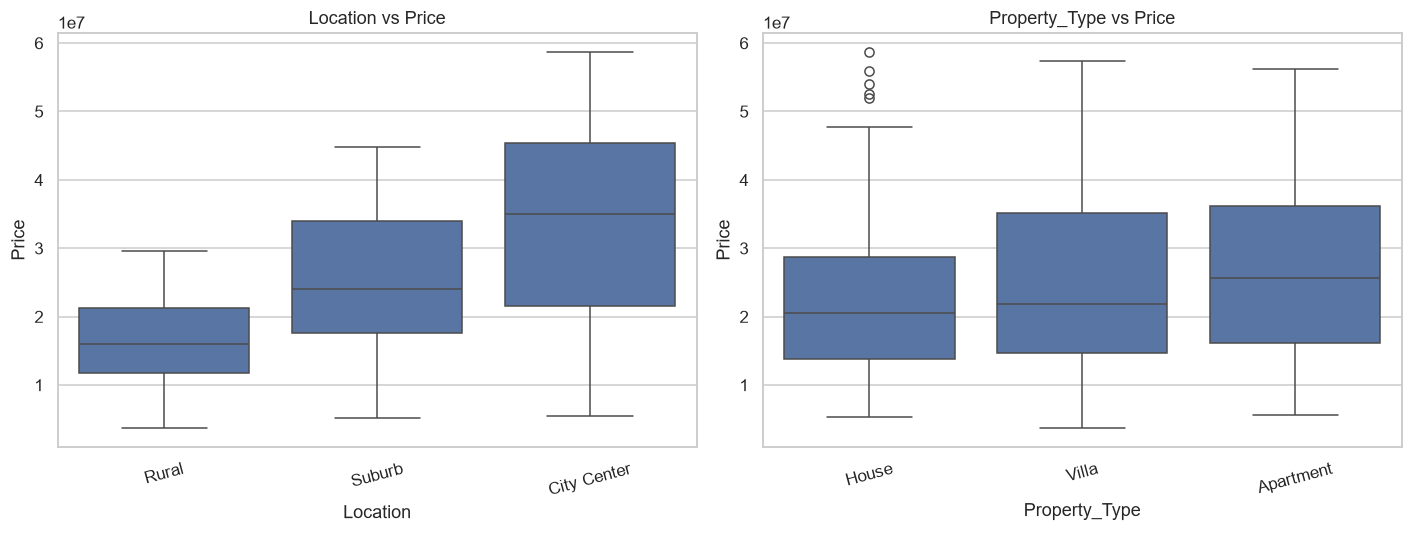 Location vs Price
1e7
6
5
4
3
2
1
Price
Rural
Suburb
City Center
Location
Property_Type vs Price
1e7
6
5
4
3
2
1
Price
House
Villa
Apartment
Property_Type